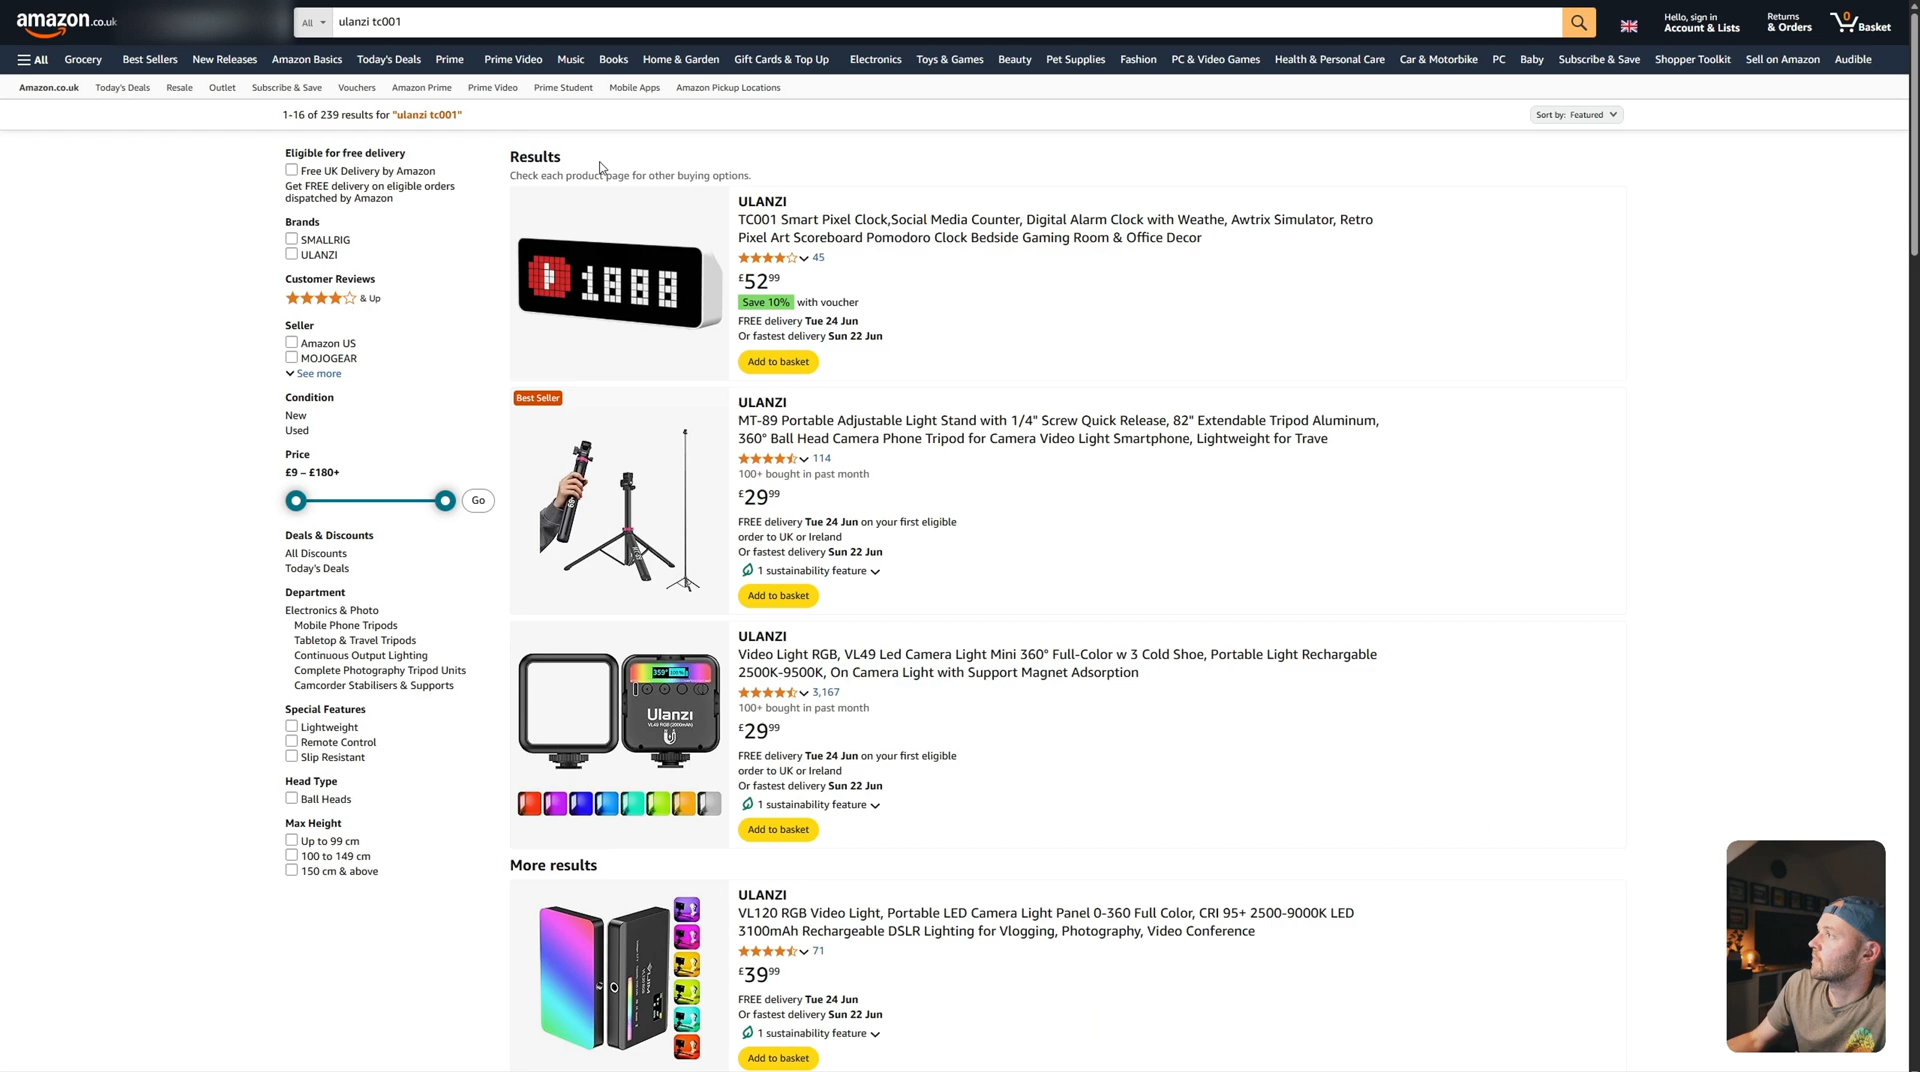 amazon.co.uk
All
ulanzi tc001
Hello, sign in
Account & Lists
Returns
& Orders
0
Basket
All
Grocery
Best Sellers
New Releases
Amazon Basics
Today's Deals
Prime
Prime Video
Music
Books
Home & Garden
Gift Cards & Top Up
Electronics
Toys & Games
Beauty
Pet Supplies
Fashion
PC & Video Games
Health & Personal Care
Car & Motorbike
PC
Baby
Subscribe & Save
Shopper Toolkit
Sell on Amazon
Audible
Amazon.co.uk
Today's Deals
Resale
Outlet
Subscribe & Save
Vouchers
Amazon Prime
Prime Video
Prime Student
Mobile Apps
Amazon Pickup Locations
1-16 of 239 results for "ulanzi tc001"
Sort by: Featured
Eligible for free delivery
Free UK Delivery by Amazon
Get FREE delivery on eligible orders
dispatched by Amazon
Brands
SMALLRIG
ULANZI
Customer Reviews
& Up
Seller
Amazon US
MOJOGEAR
See more
Condition
New
Used
Price
£9 – £180+
Go
Deals & Discounts
All Discounts
Today's Deals
Department
Electronics & Photo
Mobile Phone Tripods
Tabletop & Travel Tripods
Continuous Output Lighting
Complete Photography Tripod Units
Camcorder Stabilisers & Supports
Special Features
Lightweight
Remote Control
Slip Resistant
Head Type
Ball Heads
Max Height
Up to 99 cm
100 to 149 cm
150 cm & above
Results
Check each product page for other buying options.
1888
ULANZI
TC001 Smart Pixel Clock,Social Media Counter, Digital Alarm Clock with Weathe, Awtrix Simulator, Retro
Pixel Art Scoreboard Pomodoro Clock Bedside Gaming Room & Office Decor
45
£52.99
Save 10% with voucher
FREE delivery Tue 24 Jun
Or fastest delivery Sun 22 Jun
Add to basket
Best Seller
ULANZI
MT-89 Portable Adjustable Light Stand with 1/4" Screw Quick Release, 82" Extendable Tripod Aluminum,
360° Ball Head Camera Phone Tripod for Camera Video Light Smartphone, Lightweight for Trave
114
100+ bought in past month
£29.99
FREE delivery Tue 24 Jun on your first eligible
order to UK or Ireland
Or fastest delivery Sun 22 Jun
1 sustainability feature
Add to basket
359°
Ulanzi
VL49 RGB (2000mAh)
ULANZI
Video Light RGB, VL49 Led Camera Light Mini 360° Full-Color w 3 Cold Shoe, Portable Light Rechargable
2500K-9500K, On Camera Light with Support Magnet Adsorption
3,167
100+ bought in past month
£29.99
FREE delivery Tue 24 Jun on your first eligible
order to UK or Ireland
Or fastest delivery Sun 22 Jun
1 sustainability feature
Add to basket
More results
ULANZI
VL120 RGB Video Light, Portable LED Camera Light Panel 0-360 Full Color, CRI 95+ 2500-9000K LED
3100mAh Rechargeable DSLR Lighting for Vlogging, Photography, Video Conference
71
£39.99
FREE delivery Tue 24 Jun
Or fastest delivery Sun 22 Jun
1 sustainability feature
Add to basket